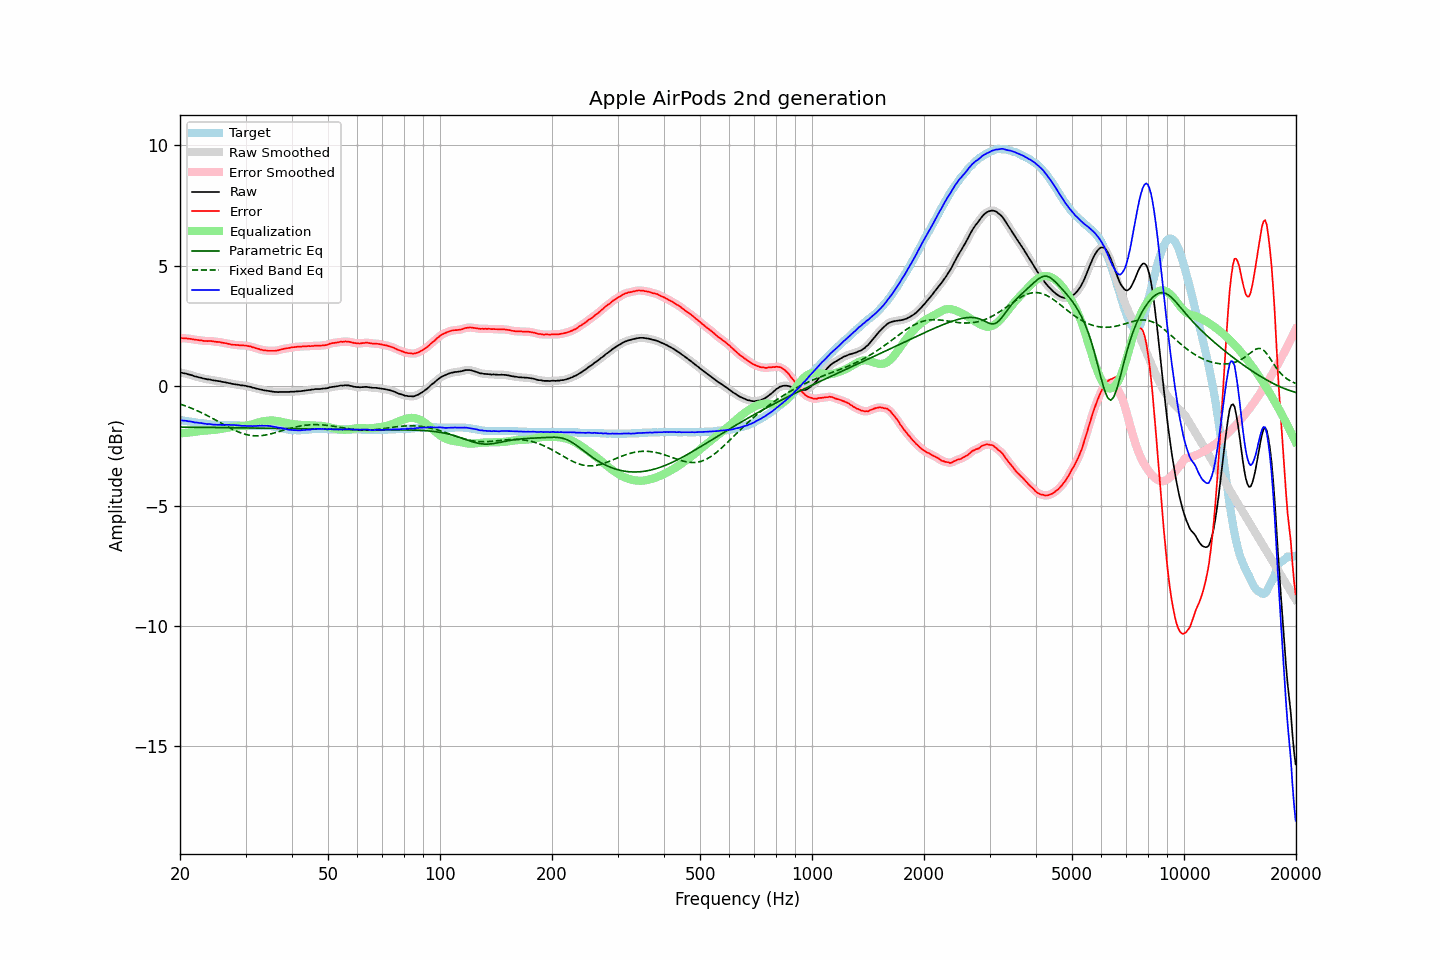 Apple AirPods 2nd generation
Target
Raw Smoothed
Error Smoothed
Raw
Error
Equalization
Parametric Eq
Fixed Band Eq
Equalized
10
5
0
−5
−10
−15
Amplitude (dBr)
20
50
100
200
500
1000
2000
5000
10000
20000
Frequency (Hz)